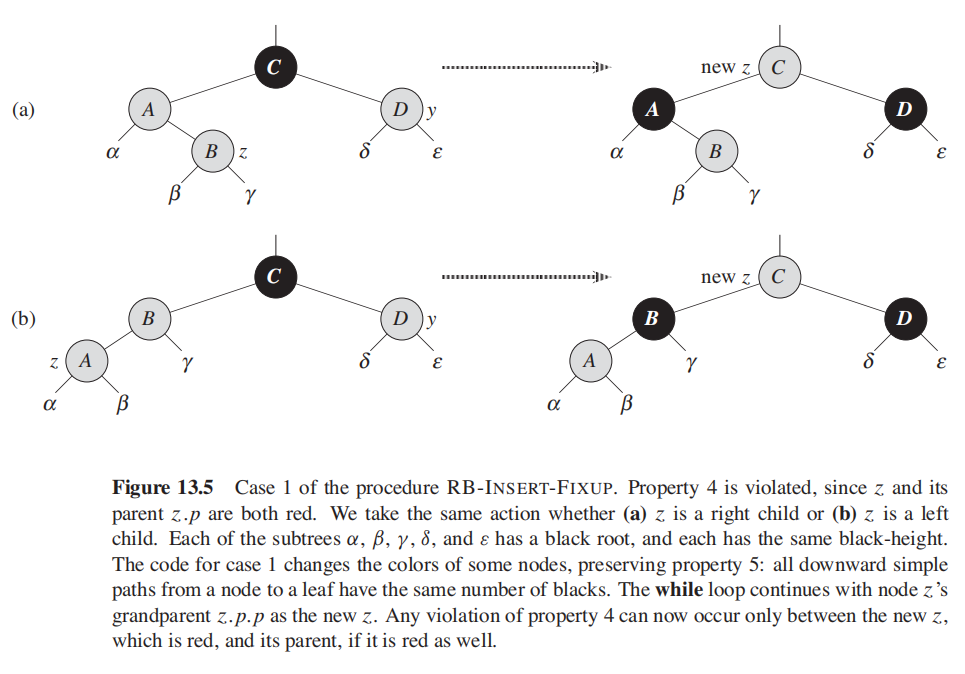 C
new z C
(a) A D y A D
α B z δ ε α B δ ε
β γ β γ
C
new z C
(b) B D y B D
z A γ δ ε A γ δ ε
α β α β
Figure 13.5 Case 1 of the procedure RB-INSERT-FIXUP. Property 4 is violated, since z and its
parent z.p are both red. We take the same action whether (a) z is a right child or (b) z is a left
child. Each of the subtrees α, β, γ, δ, and ε has a black root, and each has the same black-height.
The code for case 1 changes the colors of some nodes, preserving property 5: all downward simple
paths from a node to a leaf have the same number of blacks. The while loop continues with node z’s
grandparent z.p.p as the new z. Any violation of property 4 can now occur only between the new z,
which is red, and its parent, if it is red as well.